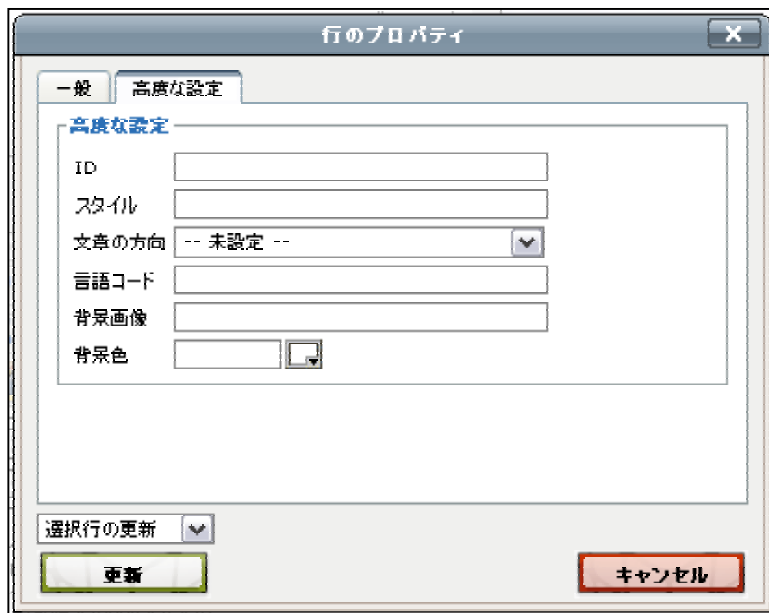 行のプロパティ
一般 高度な設定
高度な設定
ID
スタイル
文章の方向 -- 未設定 --
言語コード
背景画像
背景色
選択行の更新
更新 キャンセル